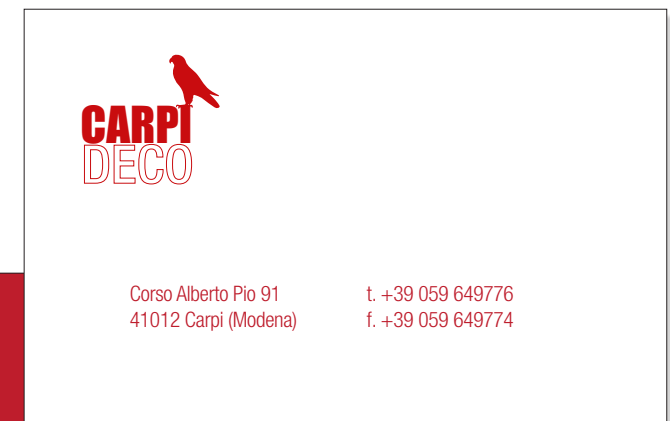 CARPI
DECO
Corso Alberto Pio 91
41012 Carpi (Modena)
t. +39 059 649776
f. +39 059 649774